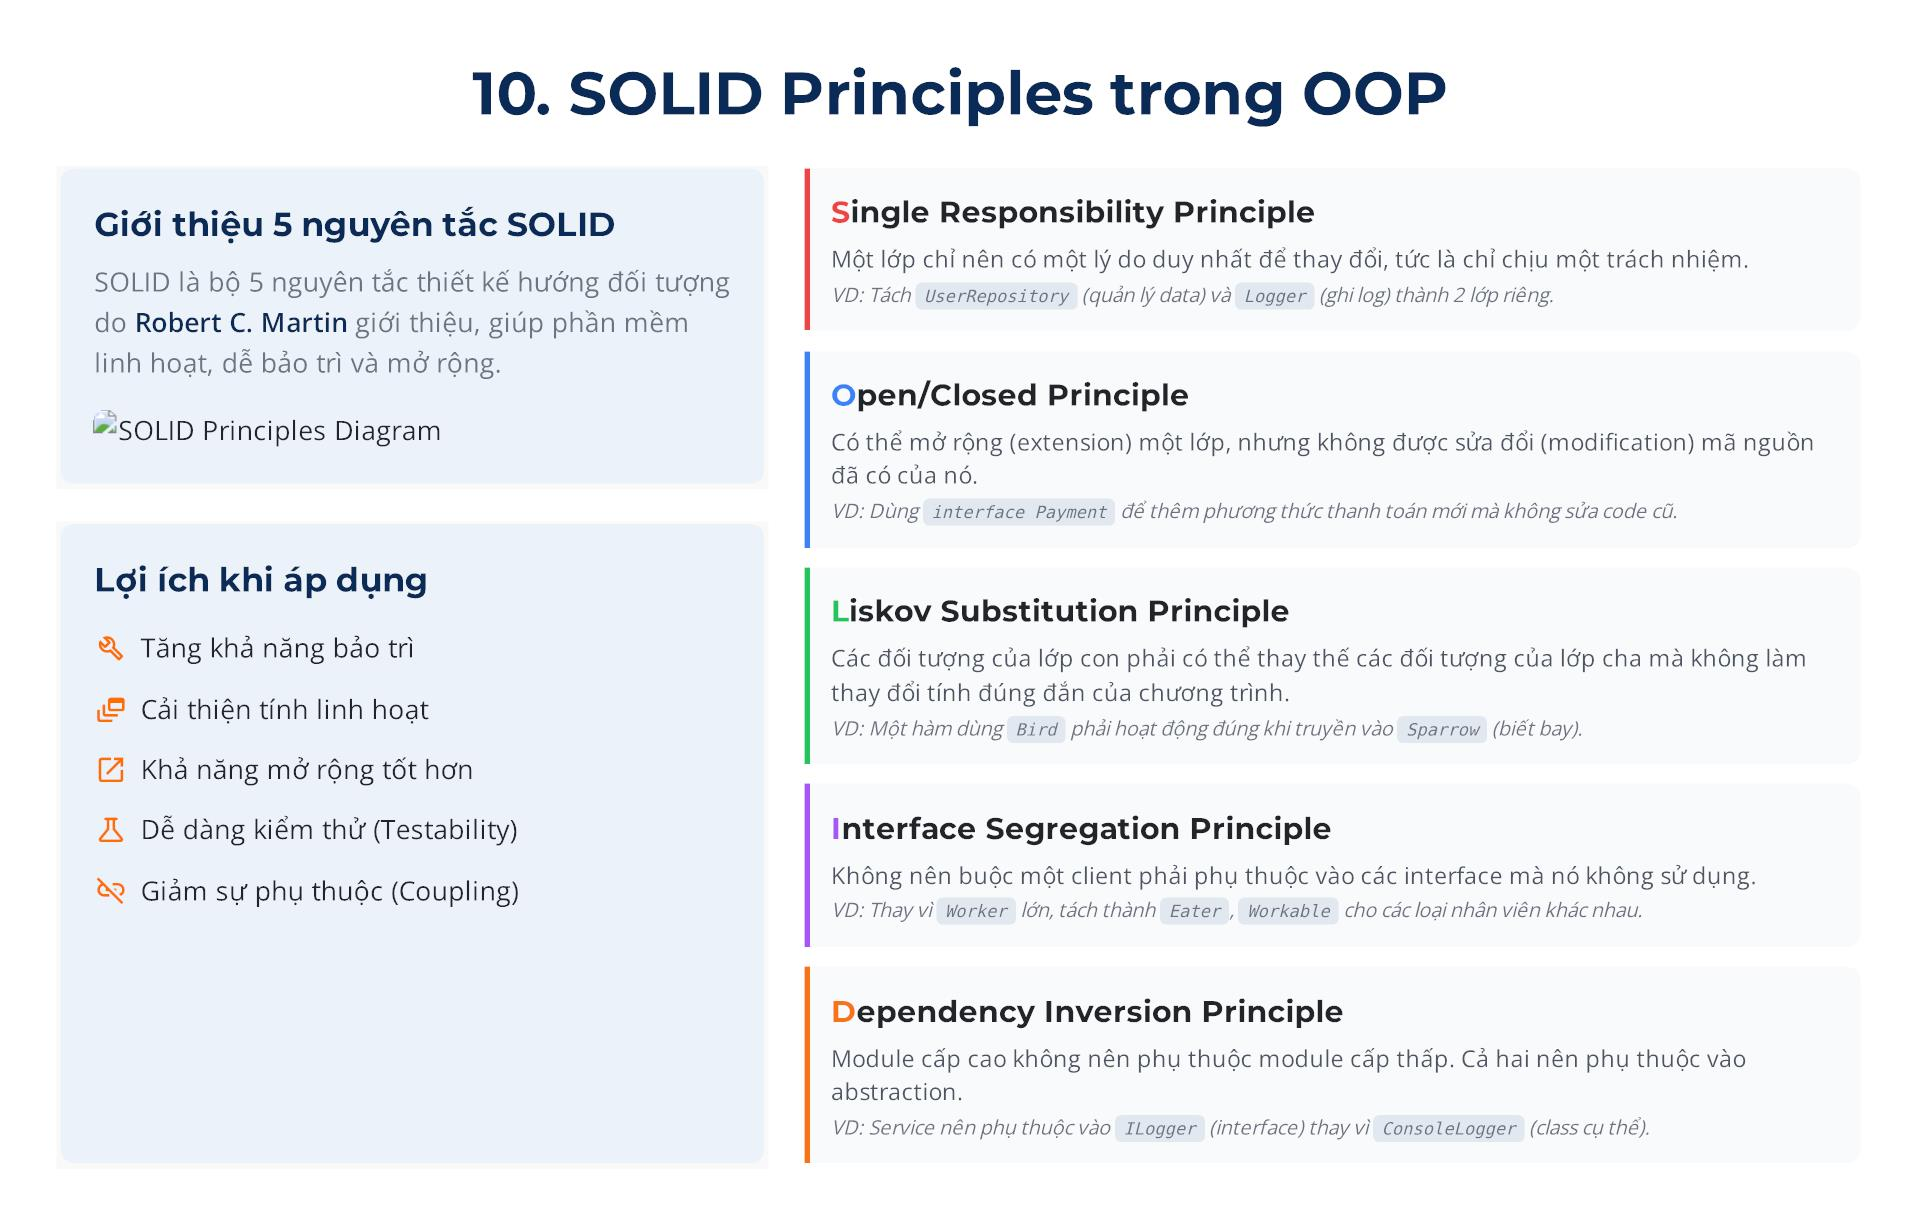 10. SOLID Principles trong OOP
Giới thiệu 5 nguyên tắc SOLID
SOLID là bộ 5 nguyên tắc thiết kế hướng đối tượng
do Robert C. Martin giới thiệu, giúp phần mềm
linh hoạt, dễ bảo trì và mở rộng.
SOLID Principles Diagram
Lợi ích khi áp dụng
Tăng khả năng bảo trì
Cải thiện tính linh hoạt
Khả năng mở rộng tốt hơn
Dễ dàng kiểm thử (Testability)
Giảm sự phụ thuộc (Coupling)
Single Responsibility Principle
Một lớp chỉ nên có một lý do duy nhất để thay đổi, tức là chỉ chịu một trách nhiệm.
VD: Tách UserRepository (quản lý data) và Logger (ghi log) thành 2 lớp riêng.
Open/Closed Principle
Có thể mở rộng (extension) một lớp, nhưng không được sửa đổi (modification) mã nguồn
đã có của nó.
VD: Dùng interface Payment để thêm phương thức thanh toán mới mà không sửa code cũ.
Liskov Substitution Principle
Các đối tượng của lớp con phải có thể thay thế các đối tượng của lớp cha mà không làm
thay đổi tính đúng đắn của chương trình.
VD: Một hàm dùng Bird phải hoạt động đúng khi truyền vào Sparrow (biết bay).
Interface Segregation Principle
Không nên buộc một client phải phụ thuộc vào các interface mà nó không sử dụng.
VD: Thay vì Worker lớn, tách thành Eater, Workable cho các loại nhân viên khác nhau.
Dependency Inversion Principle
Module cấp cao không nên phụ thuộc module cấp thấp. Cả hai nên phụ thuộc vào
abstraction.
VD: Service nên phụ thuộc vào ILogger (interface) thay vì ConsoleLogger (class cụ thể).